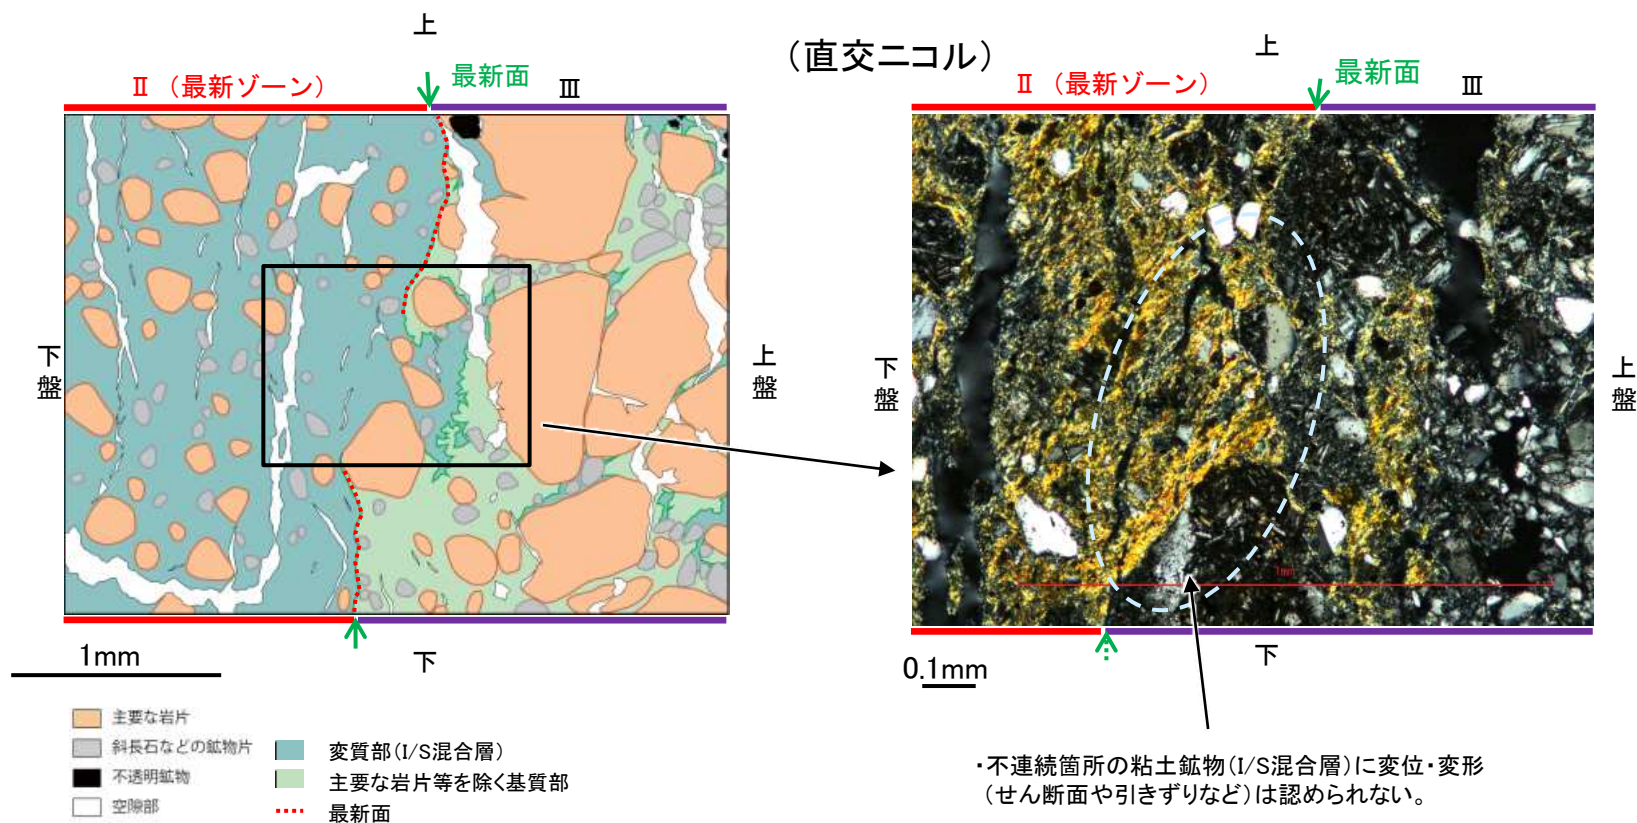 上
(直交ニコル)
上
Ⅱ (最新ゾーン)
最新面
Ⅲ
Ⅱ (最新ゾーン)
最新面
Ⅲ
下盤
上盤
下盤
上盤
1mm
下
下
1mm
0.1mm
主要な岩片
斜長石などの鉱物片
不透明鉱物
空隙部
変質部(I/S混合層)
主要な岩片等を除く基質部
最新面
・不連続箇所の粘土鉱物(I/S混合層)に変位・変形
(せん断面や引きずりなど)は認められない。